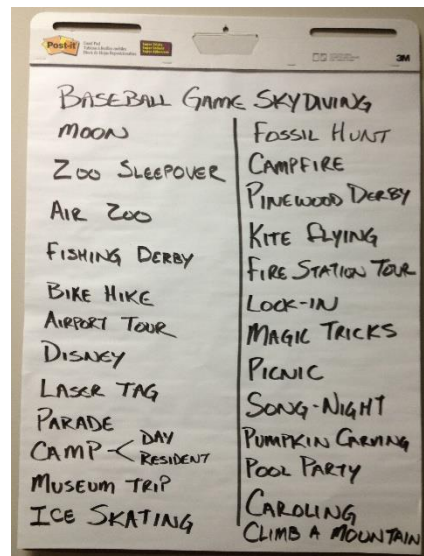 Post-it
3M
BASEBALL GAME SKYDIVING
MOON
ZOO SLEEPOVER
AIR ZOO
FISHING DERBY
BIKE HIKE
AIRPORT TOUR
DISNEY
LASER TAG
PARADE
CAMP < DAY
RESIDENT
MUSEUM TRIP
ICE SKATING
FOSSIL HUNT
CAMPFIRE
PINEWOOD DERBY
KITE FLYING
FIRE STATION TOUR
LOCK-IN
MAGIC TRICKS
PICNIC
SONG-NIGHT
PUMPKIN CARVING
POOL PARTY
CAROLING
CLIMB A MOUNTAIN